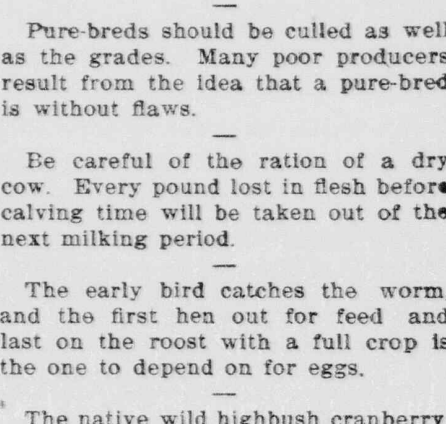 Pure-breds should be culled as well
as the grades. Many poor producers
result from the idea that a pure-bred
is without flaws.
Be careful of the ration of a dry
cow. Every pound lost in flesh before
calving time will be taken out of the
next milking period.
The early bird catches the worm
and the first hen out for feed and
last on the roost with a full crop is
the one to depend on for eggs.
The native wild highbush cranberry